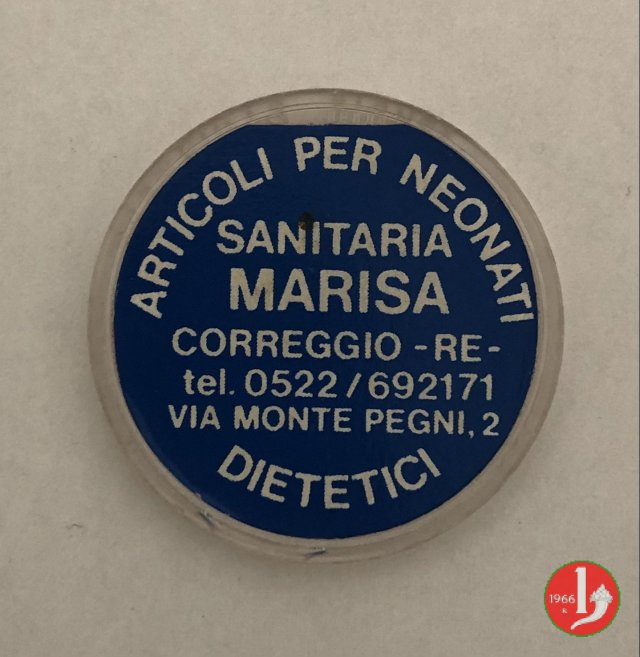 ARTICOLI PER NEONATI
SANITARIA
MARISA
CORREGGIO -RE-
tel. 0522/692171
VIA MONTE PEGNI, 2
DIETETICI
1966
R